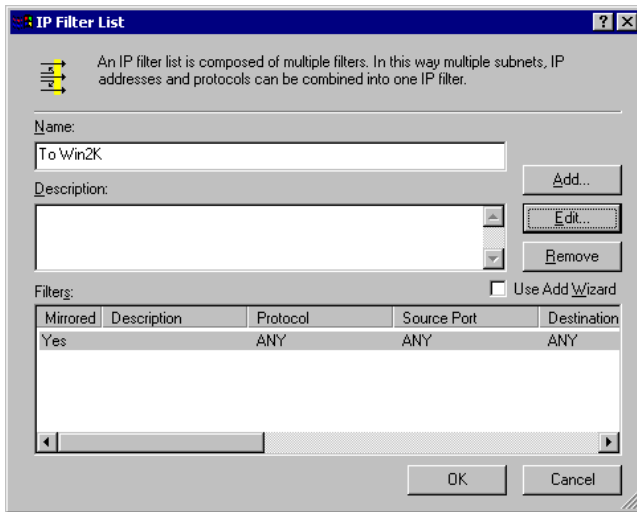 IP Filter List
An IP filter list is composed of multiple filters. In this way multiple subnets, IP
addresses and protocols can be combined into one IP filter.
Name:
To Win2K
Add...
Description:
Edit...
Remove
Filters:
Use Add Wizard
Mirrored Description Protocol Source Port Destination
Yes ANY ANY ANY
OK Cancel